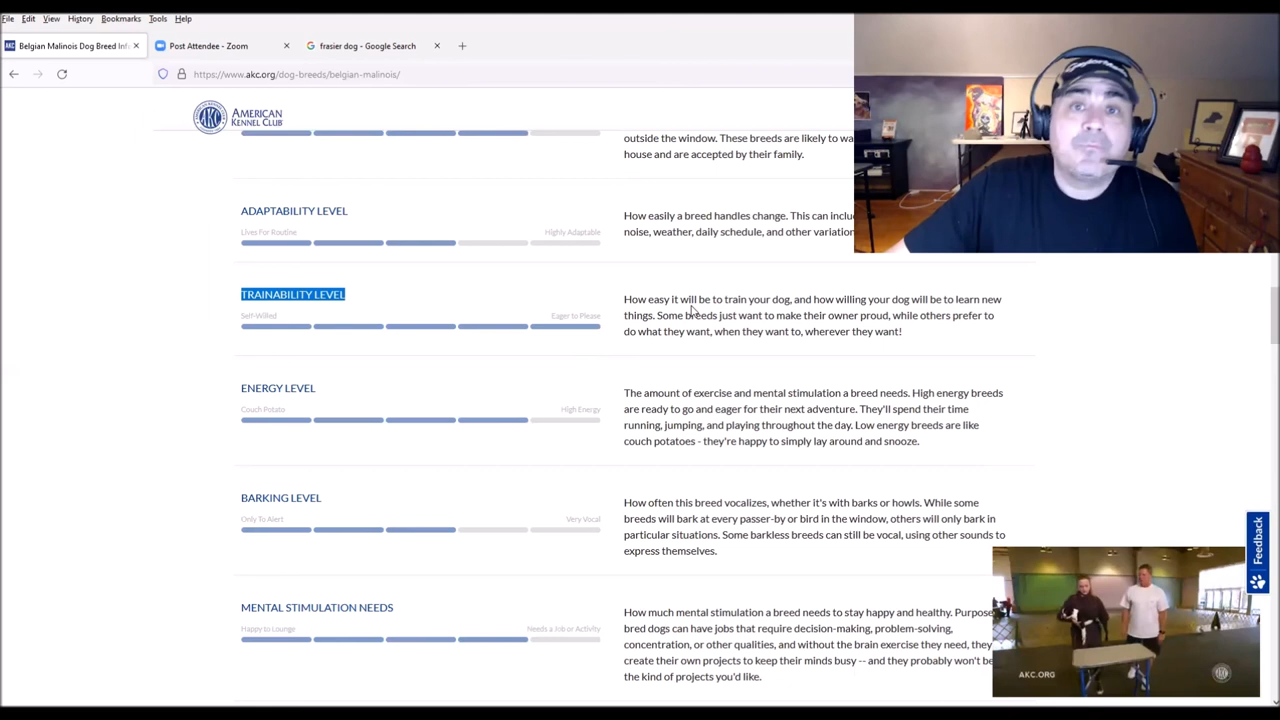 File Edit View History Bookmarks Tools Help
AKC Belgian Malinois Dog Breed Inf
Post Attendee - Zoom
frasier dog - Google Search
https://www.akc.org/dog-breeds/belgian-malinois/
AMERICAN
KENNEL CLUB
outside the window. These breeds are likely to wa
house and are accepted by their family.
ADAPTABILITY LEVEL
Lives For Routine
Highly Adaptable
How easily a breed handles change. This can inclu
noise, weather, daily schedule, and other variation
TRAINABILITY LEVEL
Self-Willed
Eager to Please
How easy it will be to train your dog, and how willing your dog will be to learn new
things. Some breeds just want to make their owner proud, while others prefer to
do what they want, when they want to, wherever they want!
ENERGY LEVEL
Couch Potato
High Energy
The amount of exercise and mental stimulation a breed needs. High energy breeds
are ready to go and eager for their next adventure. They'll spend their time
running, jumping, and playing throughout the day. Low energy breeds are like
couch potatoes - they're happy to simply lay around and snooze.
BARKING LEVEL
Only To Alert
Very Vocal
How often this breed vocalizes, whether it's with barks or howls. While some
breeds will bark at every passer-by or bird in the window, others will only bark in
particular situations. Some barkless breeds can still be vocal, using other sounds to
express themselves.
Feedback
MENTAL STIMULATION NEEDS
Happy to Lounge
Needs a Job or Activity
How much mental stimulation a breed needs to stay happy and healthy. Purpose
bred dogs can have jobs that require decision-making, problem-solving,
concentration, or other qualities, and without the brain exercise they need, they
create their own projects to keep their minds busy -- and they probably won't be
the kind of projects you'd like.
AKC.ORG